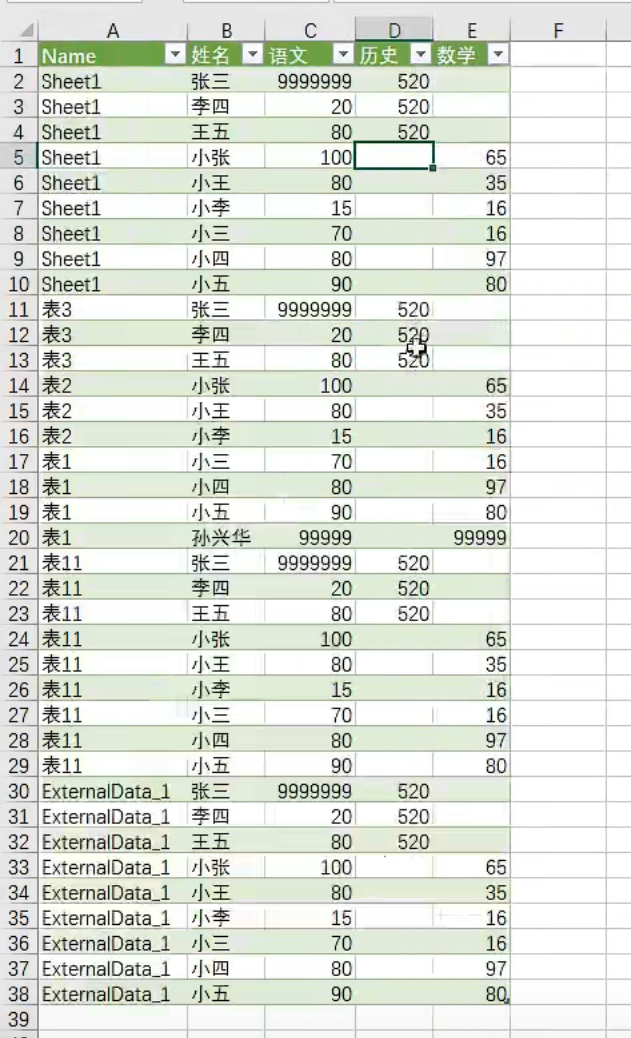 A B C D E F
1 Name 姓名 语文 历史 数学
2 Sheet1 张三 9999999 520
3 Sheet1 李四 20 520
4 Sheet1 王五 80 520
5 Sheet1 小张 100 65
6 Sheet1 小王 80 35
7 Sheet1 小李 15 16
8 Sheet1 小三 70 16
9 Sheet1 小四 80 97
10 Sheet1 小五 90 80
11 表3 张三 9999999 520
12 表3 李四 20 520
13 表3 王五 80 520
14 表2 小张 100 65
15 表2 小王 80 35
16 表2 小李 15 16
17 表1 小三 70 16
18 表1 小四 80 97
19 表1 小五 90 80
20 表1 孙兴华 99999 99999
21 表11 张三 9999999 520
22 表11 李四 20 520
23 表11 王五 80 520
24 表11 小张 100 65
25 表11 小王 80 35
26 表11 小李 15 16
27 表11 小三 70 16
28 表11 小四 80 97
29 表11 小五 90 80
30 ExternalData_1 张三 9999999 520
31 ExternalData_1 李四 20 520
32 ExternalData_1 王五 80 520
33 ExternalData_1 小张 100 65
34 ExternalData_1 小王 80 35
35 ExternalData_1 小李 15 16
36 ExternalData_1 小三 70 16
37 ExternalData_1 小四 80 97
38 ExternalData_1 小五 90 80
39